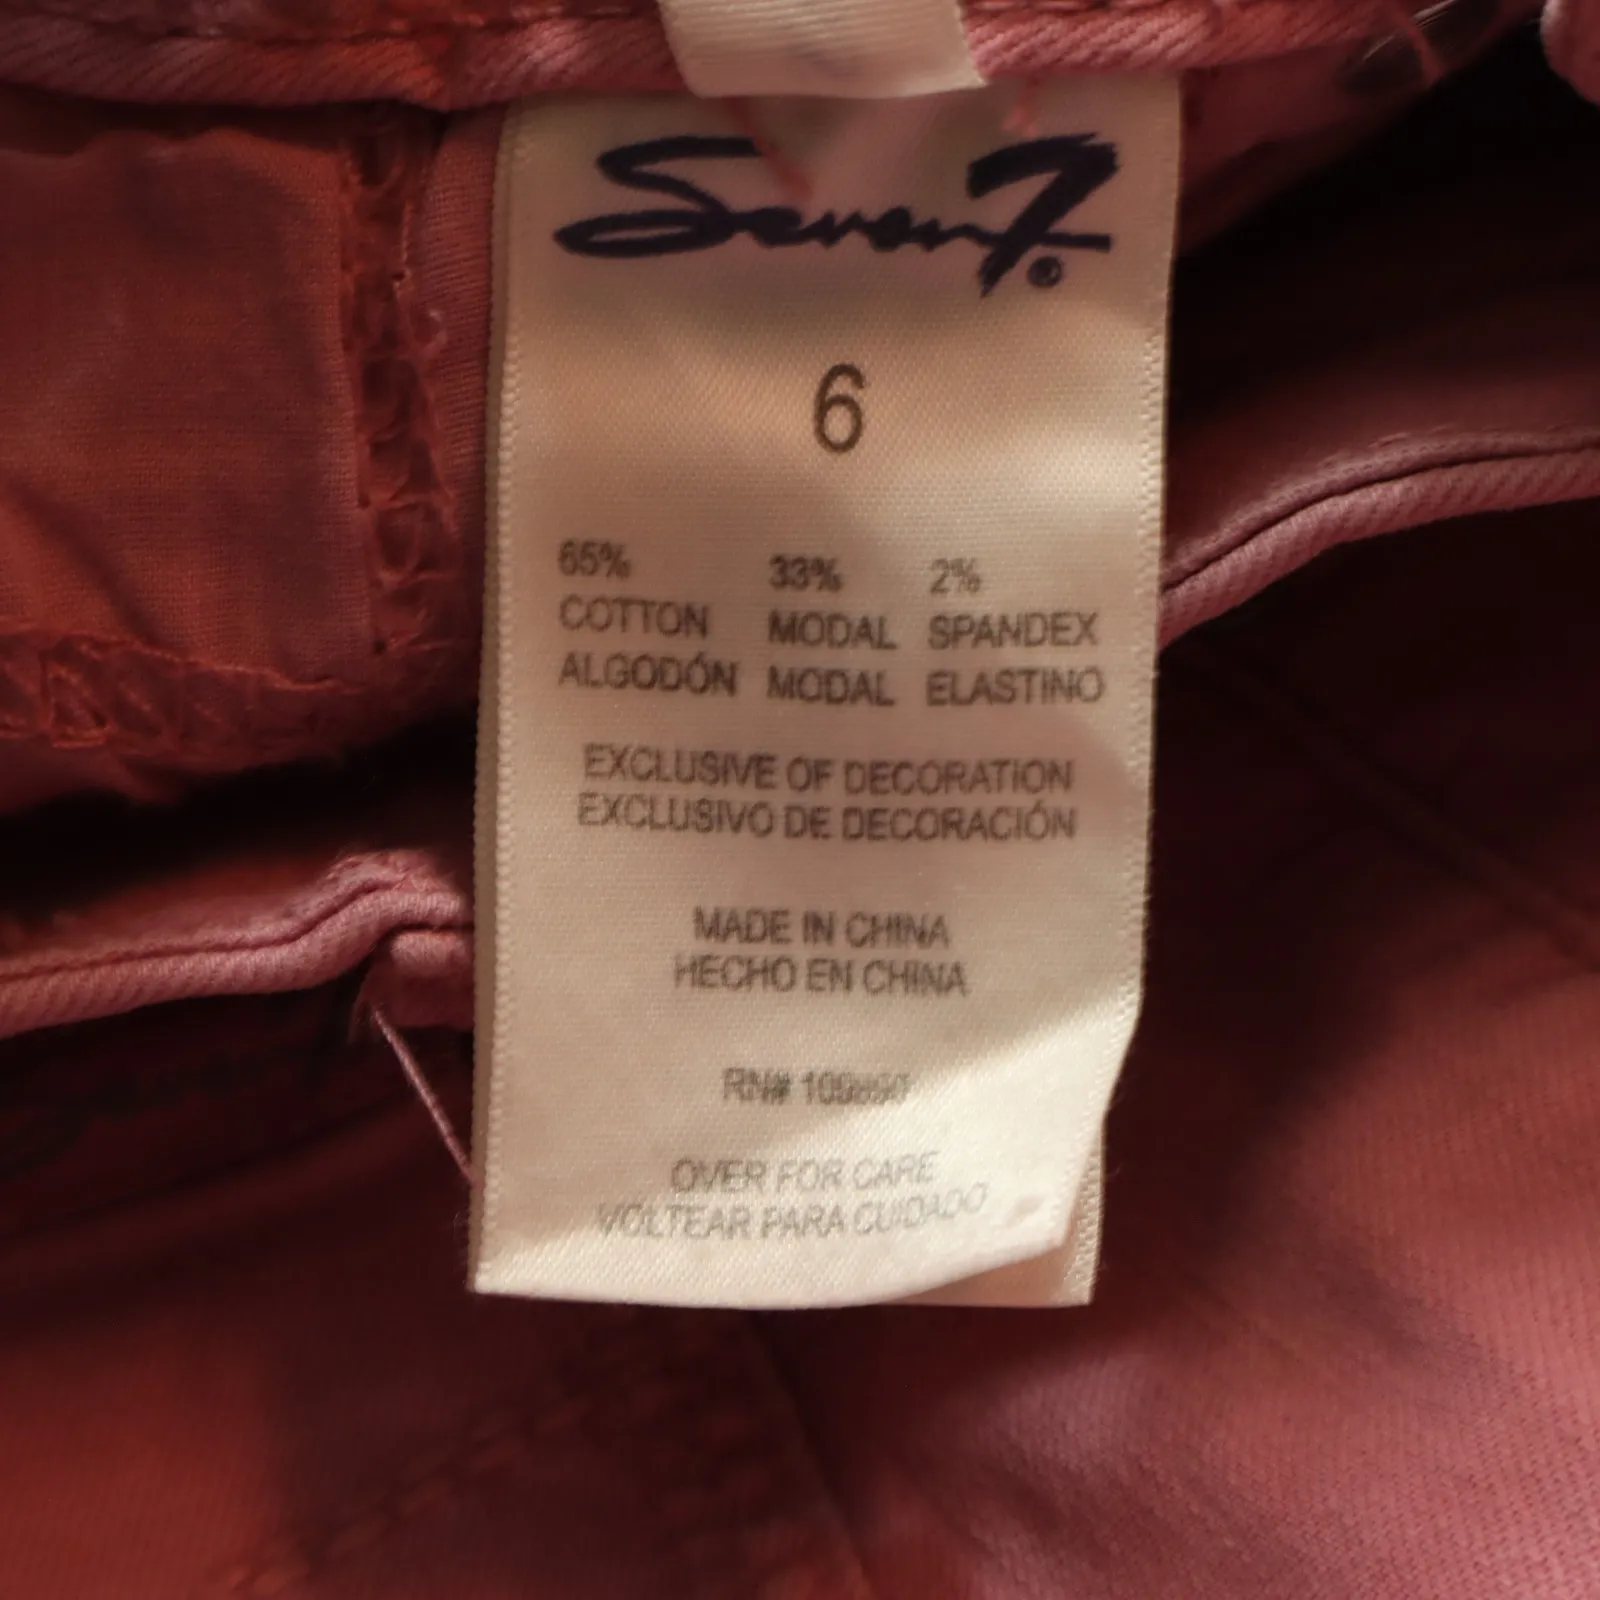 Seven7.®
6
65% 33% 2%
COTTON MODAL SPANDEX
ALGODÓN MODAL ELASTINO
EXCLUSIVE OF DECORATION
EXCLUSIVO DE DECORACIÓN
MADE IN CHINA
HECHO EN CHINA
RN#
OVER FOR CARE
VOLTEAR PARA CUIDADO